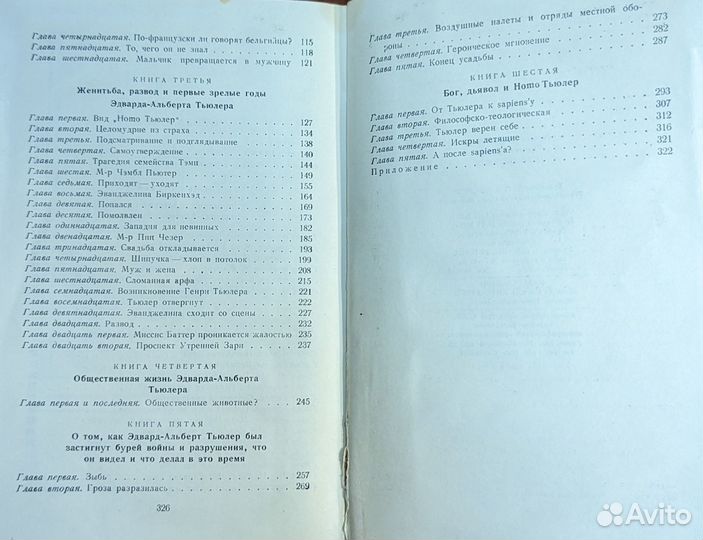 Глава четырнадцатая. По-французски ли говорят бельгийцы? 115
Глава пятнадцатая. То, чего он не знал . . . . . . . . . 118
Глава шестнадцатая. Мальчик превращается в мужчину 121
КНИГА ТРЕТЬЯ
Женитьба, развод и первые зрелые годы
Эдварда-Альберта Тьюлера
Глава первая. Вид „Homo Тьюлер“ . . . . . . . . . 127
Глава вторая. Целомудрие из страха . . . . . . . . . 134
Глава третья. Подсматривание и подглядывание . . . . 138
Глава четвертая. Самоутверждение . . . . . . . . . 140
Глава пятая. Трагедия семейства Тэмп . . . . . . . . . 144
Глава шестая. М-р Чэмбл Пьютер . . . . . . . . . 149
Глава седьмая. Приходит — уходят . . . . . . . . . 155
Глава восьмая. Эванджелина Биркенхэд . . . . . . . . 164
Глава девятая. Попался . . . . . . . . . 169
Глава десятая. Помолвлен . . . . . . . . . 173
Глава одиннадцатая. Западня для невинных . . . . . . 182
Глава двенадцатая. М-р Пип Чезер . . . . . . . . . 185
Глава тринадцатая. Свадьба откладывается . . . . . . 193
Глава четырнадцатая. Шипучка — хлоп в потолок . . . . 199
Глава пятнадцатая. Муж и жена . . . . . . . . . 208
Глава шестнадцатая. Сломанная арфа . . . . . . . . . 215
Глава семнадцатая. Возникновение Генри Тьюлера . . . 221
Глава восемнадцатая. Тьюлер отвергнут . . . . . . . . 222
Глава девятнадцатая. Эванджелина сходит со сцены . . . 227
Глава двадцатая. Развод . . . . . . . . . 232
Глава двадцать первая. Миссис Баттер проникается жалостью 235
Глава двадцать вторая. Проспект Утренней Зари . . . . 237
КНИГА ЧЕТВЕРТАЯ
Общественная жизнь Эдварда-Альберта
Тьюлера
Глава первая и последняя. Общественные животные? . . . 245
КНИГА ПЯТАЯ
О том, как Эдвард-Альберт Тьюлер был
застигнут бурей войны и разрушения, что
он видел и что делал в это время
Глава первая. Зыбь . . . . . . . . . 257
Глава вторая. Гроза разразилась . . . . . . . . . 269
326
Глава третья. Воздушные налеты и отряды местной обо-
роны . . . . . . . . . 273
Глава четвертая. Героическое мгновение . . . . . . . . 282
Глава пятая. Конец усадьбы . . . . . . . . . 287
КНИГА ШЕСТАЯ
Бог, дьявол и Homo Тьюлер
Глава первая. От Тьюлера к sapiens'у . . . . . . . . . 293
Глава вторая. Философско-теологическая . . . . . . . . 307
Глава третья. Тьюлер верен себе . . . . . . . . . 312
Глава четвертая. Искры летящие . . . . . . . . . 316
Глава пятая. А после sapiens'а? . . . . . . . . . 321
Приложение . . . . . . . . . 322
Avito